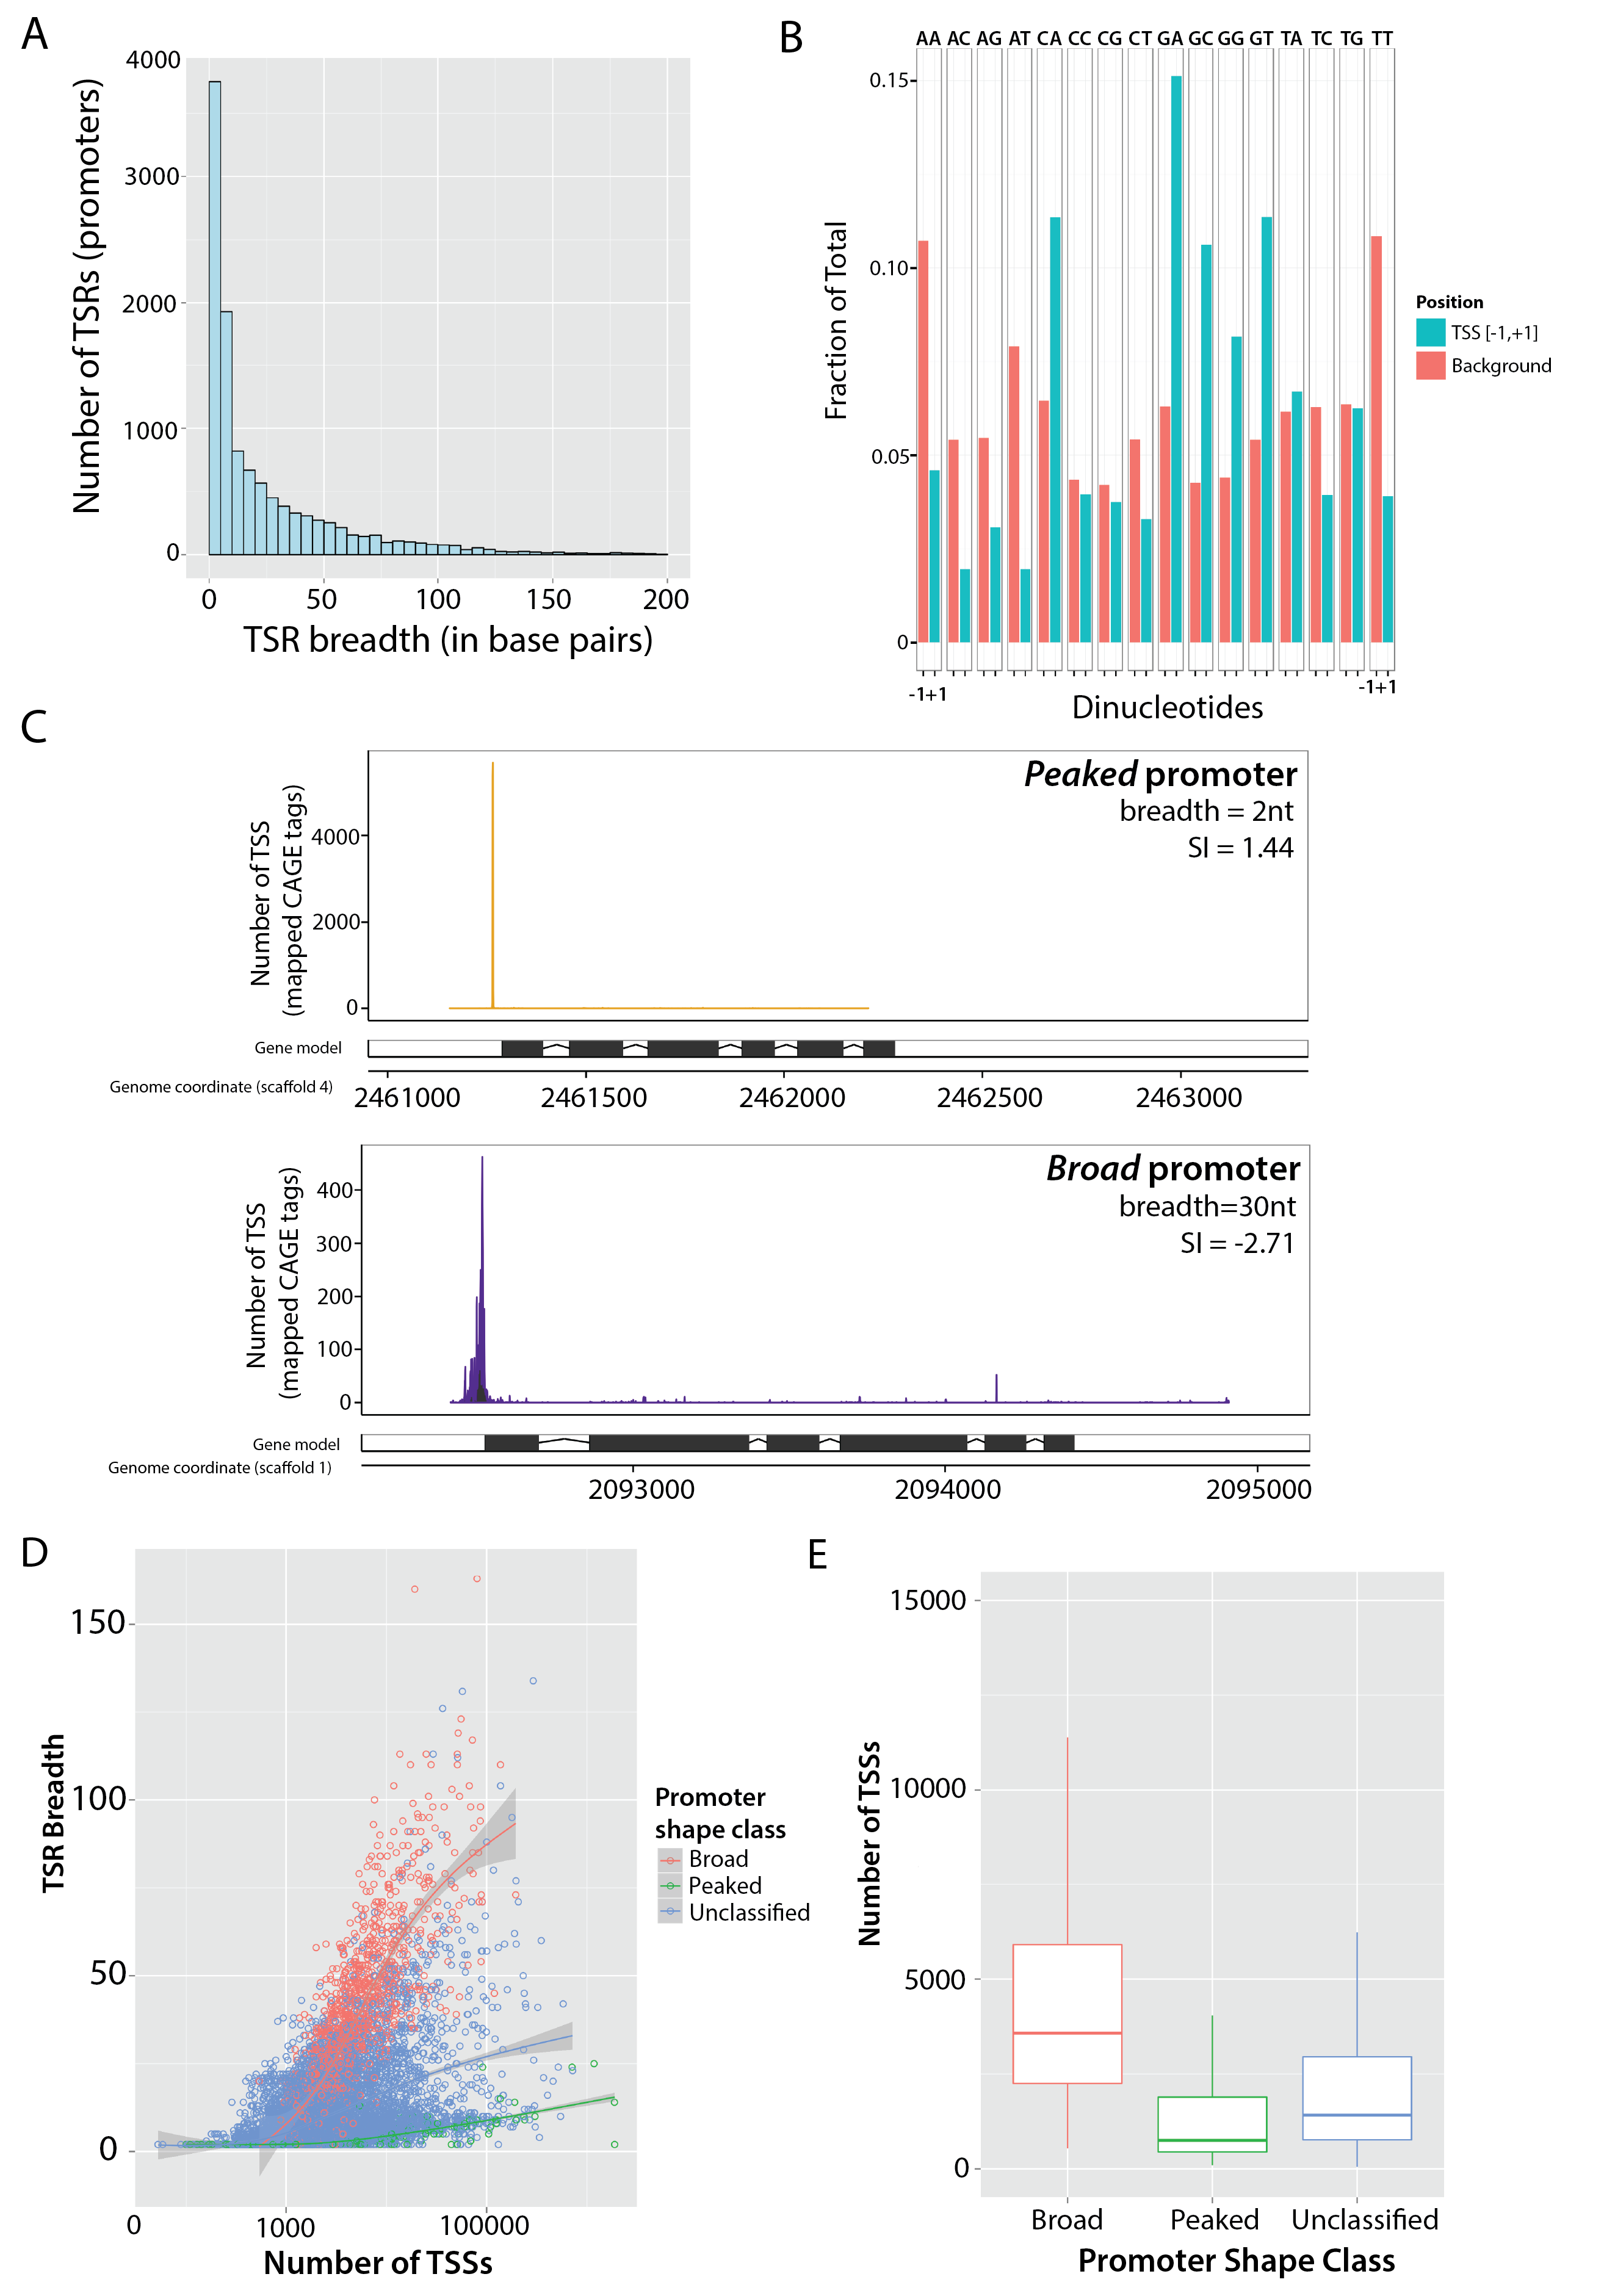 A
4000
3000
2000
1000
0
Number of TSRs (promoters)
0 50 100 150 200
TSR breadth (in base pairs)
B
AA AC AG AT CA CC CG CT GA GC GG GT TA TC TG TT
0.15
0.10
0.05
0
Fraction of Total
-1+1 -1+1
Dinucleotides
Position
TSS [-1,+1]
Background
C
Peaked promoter
breadth = 2nt
SI = 1.44
Number of TSS
(mapped CAGE tags)
4000
2000
0
Gene model
Genome coordinate (scaffold 4)
2461000 2461500 2462000 2462500 2463000
Broad promoter
breadth=30nt
SI = -2.71
Number of TSS
(mapped CAGE tags)
400
300
200
100
0
Gene model
Genome coordinate (scaffold 1)
2093000 2094000 2095000
D
150
100
50
0
TSR Breadth
0 1000 100000
Number of TSSs
Promoter
shape class
Broad
Peaked
Unclassified
E
15000
10000
5000
0
Number of TSSs
Broad Peaked Unclassified
Promoter Shape Class